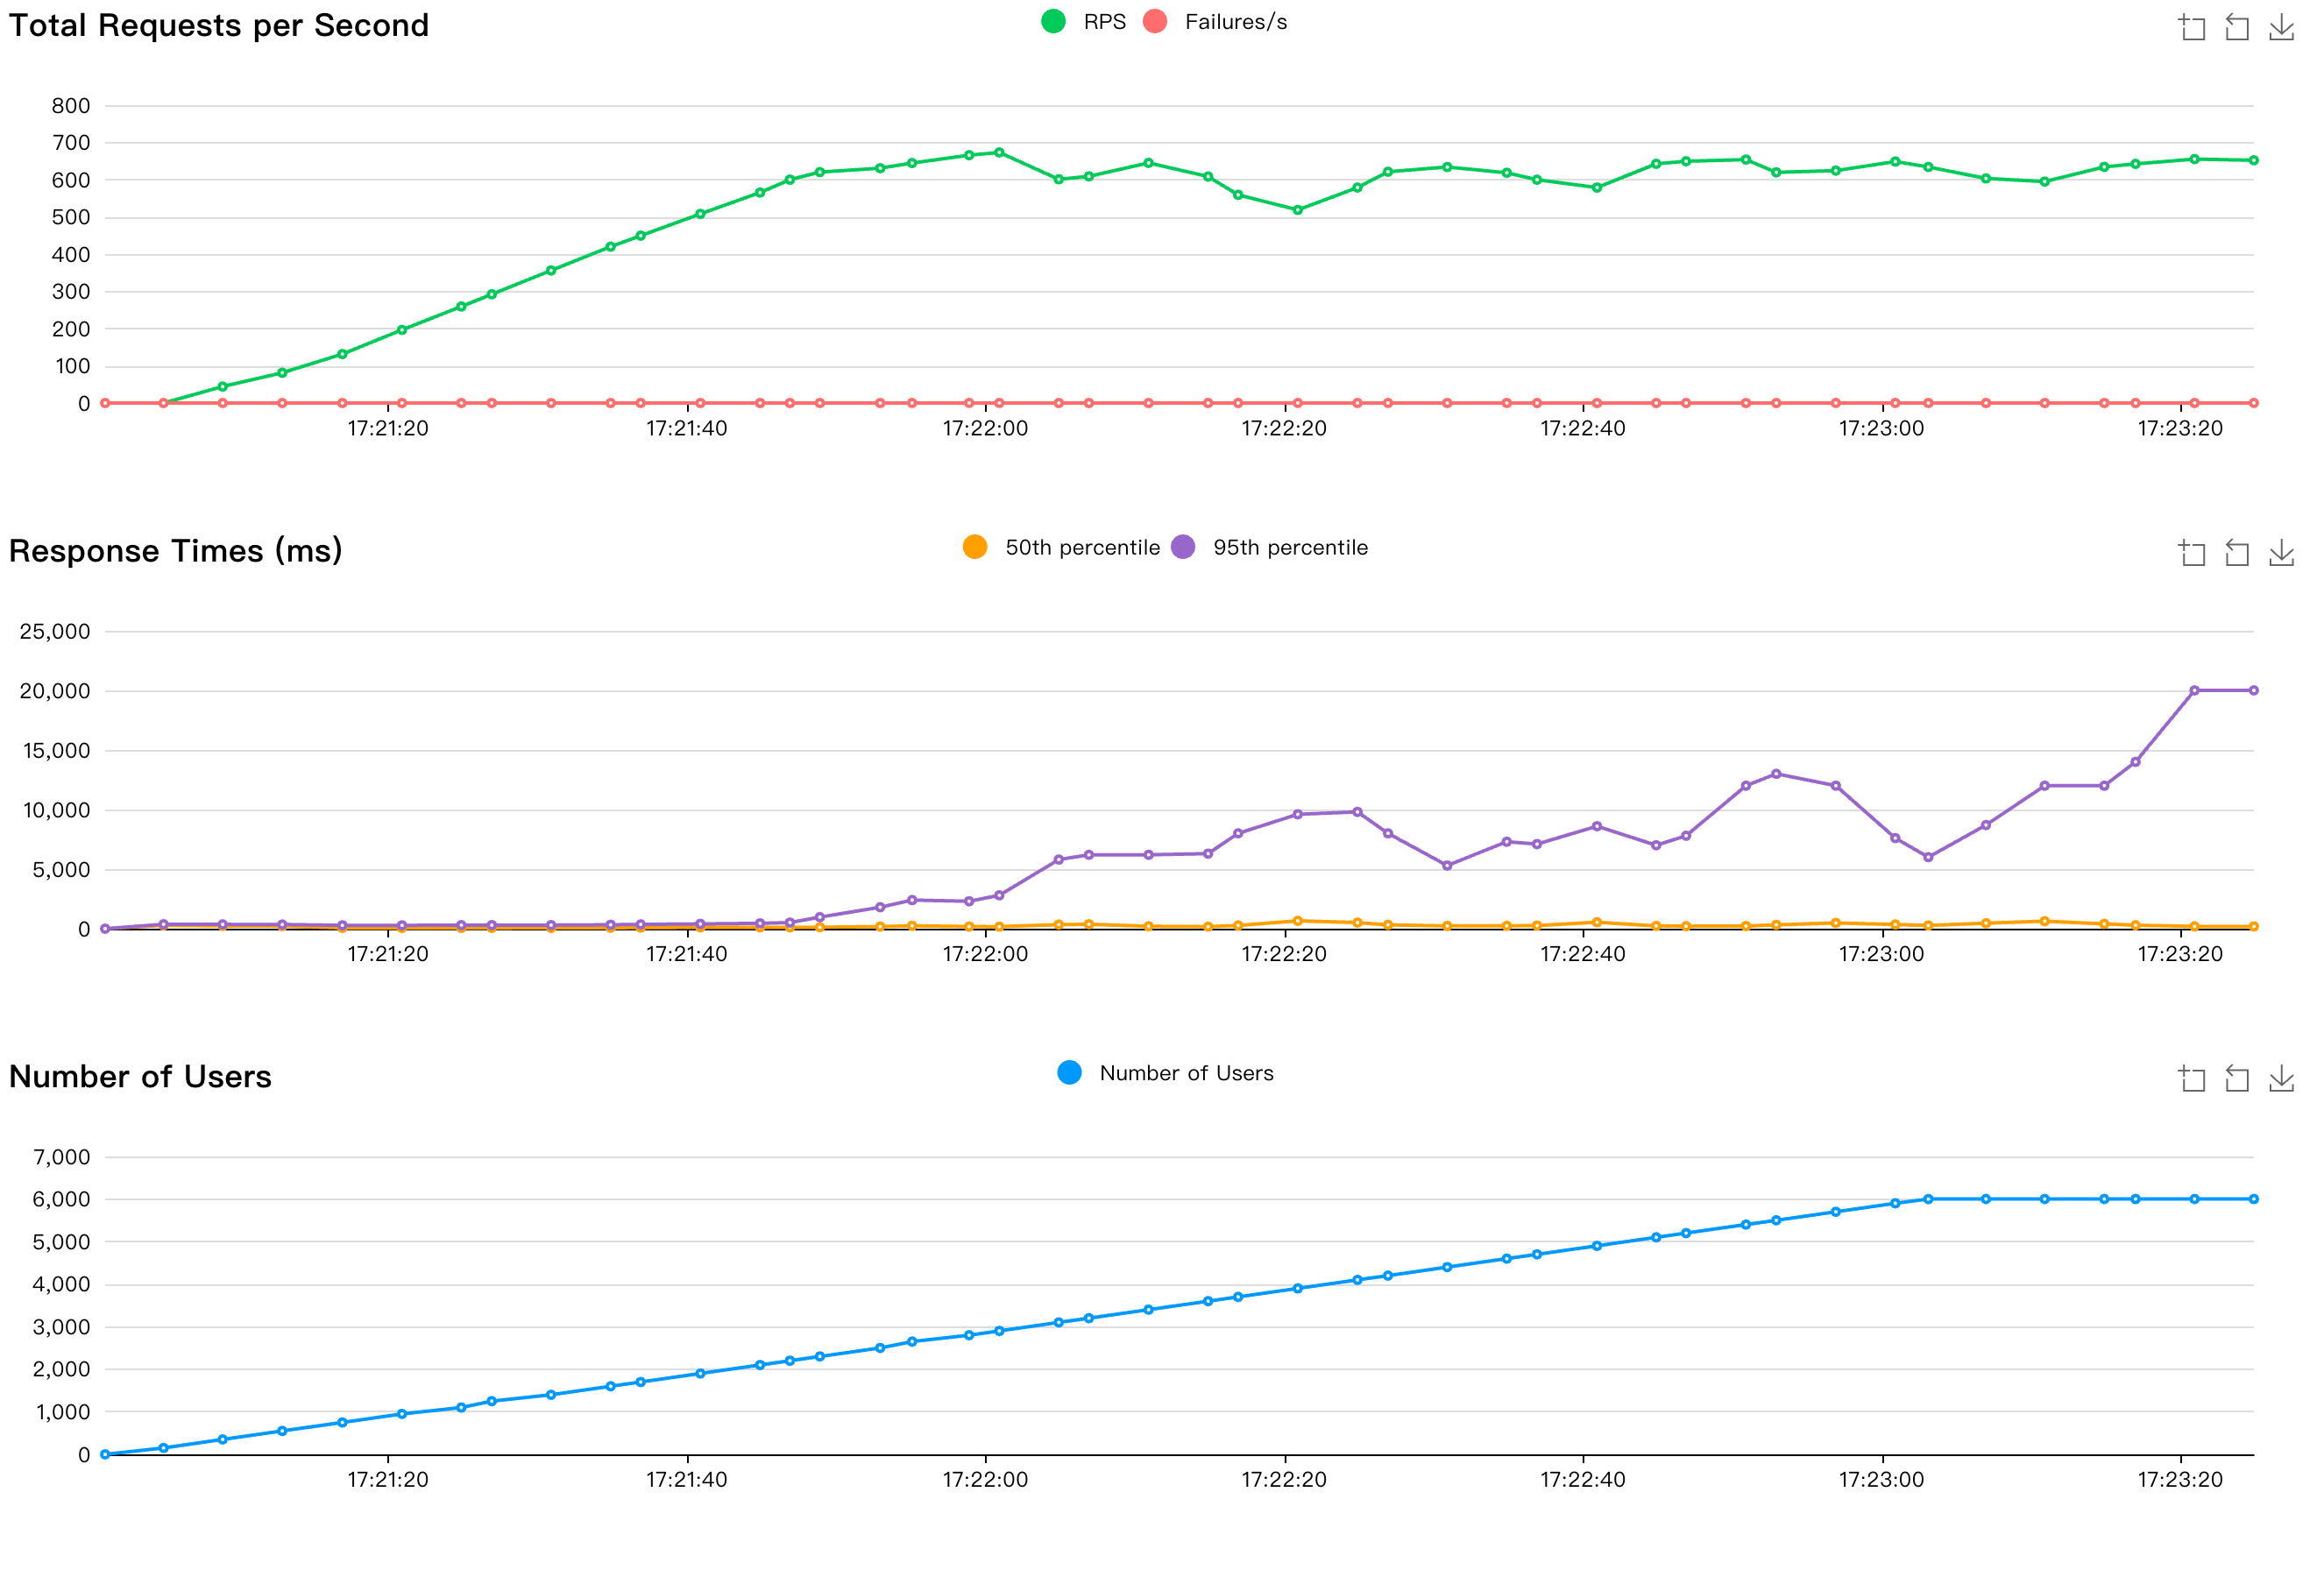 Total Requests per Second
RPS Failures/s
800
700
600
500
400
300
200
100
0
17:21:20 17:21:40 17:22:00 17:22:20 17:22:40 17:23:00 17:23:20
Response Times (ms)
50th percentile 95th percentile
25,000
20,000
15,000
10,000
5,000
0
17:21:20 17:21:40 17:22:00 17:22:20 17:22:40 17:23:00 17:23:20
Number of Users
Number of Users
7,000
6,000
5,000
4,000
3,000
2,000
1,000
0
17:21:20 17:21:40 17:22:00 17:22:20 17:22:40 17:23:00 17:23:20